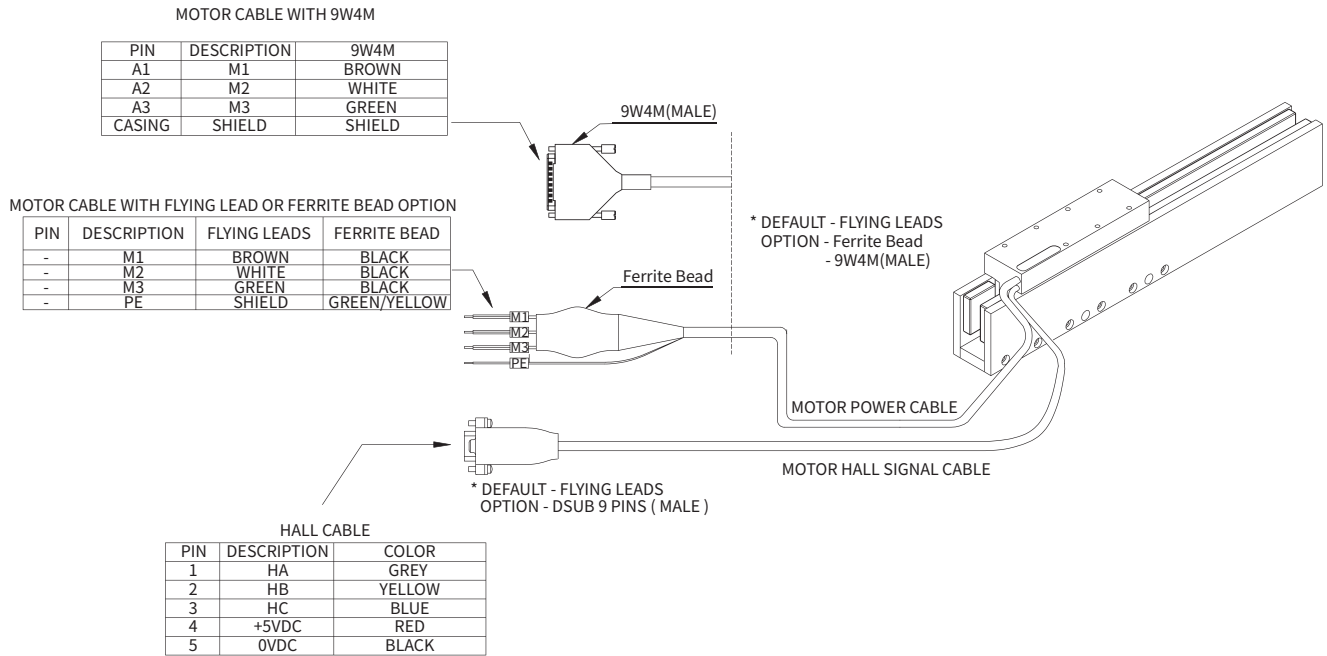 MOTOR CABLE WITH 9W4M
PIN DESCRIPTION 9W4M
A1 M1 BROWN
A2 M2 WHITE
A3 M3 GREEN
CASING SHIELD SHIELD
9W4M(MALE)
MOTOR CABLE WITH FLYING LEAD OR FERRITE BEAD OPTION
PIN DESCRIPTION FLYING LEADS FERRITE BEAD
- M1 BROWN BLACK
- M2 WHITE BLACK
- M3 GREEN BLACK
- PE SHIELD GREEN/YELLOW
* DEFAULT - FLYING LEADS
OPTION - Ferrite Bead
- 9W4M(MALE)
Ferrite Bead
M1
M2
M3
PE
MOTOR POWER CABLE
MOTOR HALL SIGNAL CABLE
* DEFAULT - FLYING LEADS
OPTION - DSUB 9 PINS ( MALE )
HALL CABLE
PIN DESCRIPTION COLOR
1 HA GREY
2 HB YELLOW
3 HC BLUE
4 +5VDC RED
5 0VDC BLACK